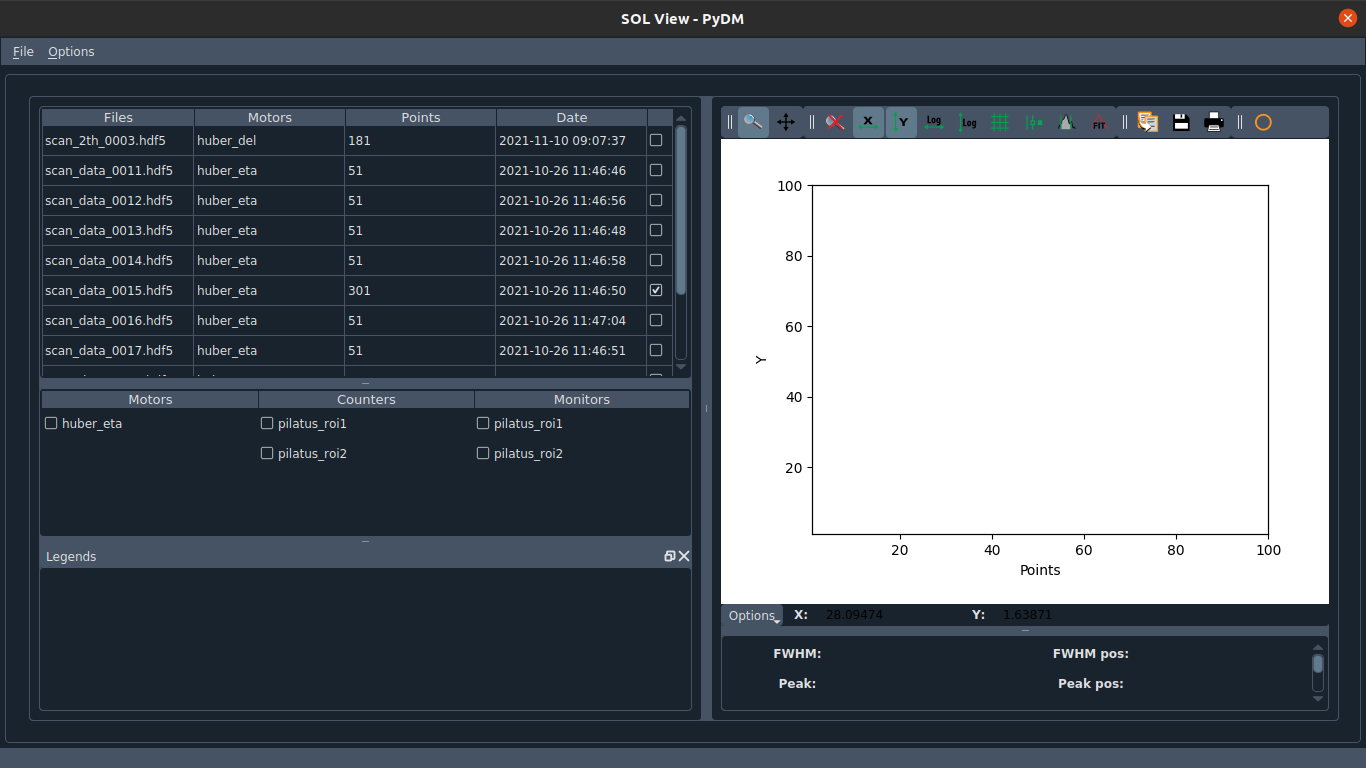 SOL View - PyDM
File Options
Files Motors Points Date
scan_2th_0003.hdf5 huber_del 181 2021-11-10 09:07:37
scan_data_0011.hdf5 huber_eta 51 2021-10-26 11:46:46
scan_data_0012.hdf5 huber_eta 51 2021-10-26 11:46:56
scan_data_0013.hdf5 huber_eta 51 2021-10-26 11:46:48
scan_data_0014.hdf5 huber_eta 51 2021-10-26 11:46:58
scan_data_0015.hdf5 huber_eta 301 2021-10-26 11:46:50
scan_data_0016.hdf5 huber_eta 51 2021-10-26 11:47:04
scan_data_0017.hdf5 huber_eta 51 2021-10-26 11:46:51
Motors Counters Monitors
huber_eta pilatus_roi1 pilatus_roi1
pilatus_roi2 pilatus_roi2
Legends
X Y Log Log FIT
100
80
60
40
20
Y
20 40 60 80 100
Points
Options X: 28.09474 Y: 1.63871
FWHM: FWHM pos:
Peak: Peak pos: